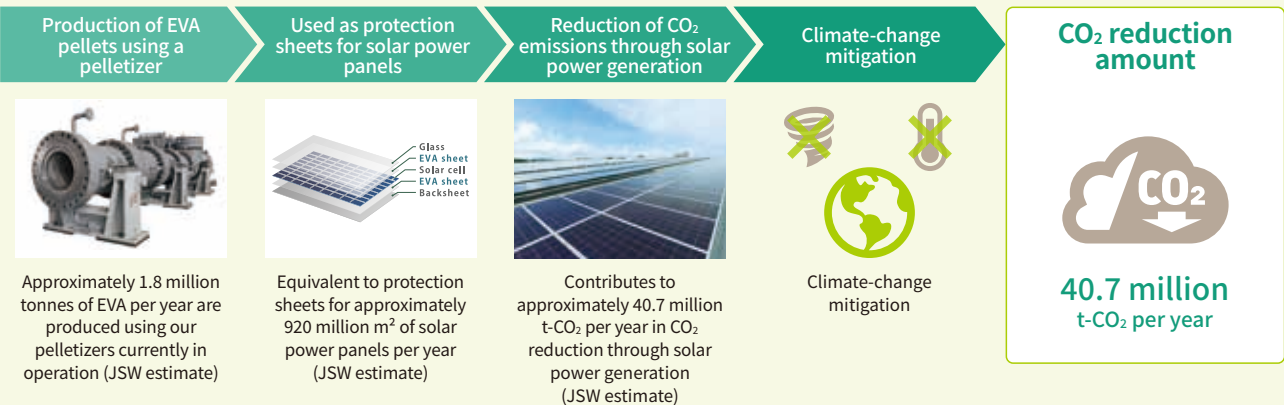 Production of EVA
pellets using a
pelletizer
Used as protection
sheets for solar power
panels
Reduction of CO₂
emissions through solar
power generation
Climate-change
mitigation
CO₂ reduction
amount
Glass
EVA sheet
Solar cell
EVA sheet
Backsheet
CO₂
Approximately 1.8 million
tonnes of EVA per year are
produced using our
pelletizers currently in
operation (JSW estimate)
Equivalent to protection
sheets for approximately
920 million m² of solar
power panels per year
(JSW estimate)
Contributes to
approximately 40.7 million
t-CO₂ per year in CO₂
reduction through solar
power generation
(JSW estimate)
Climate-change
mitigation
40.7 million
t-CO₂ per year